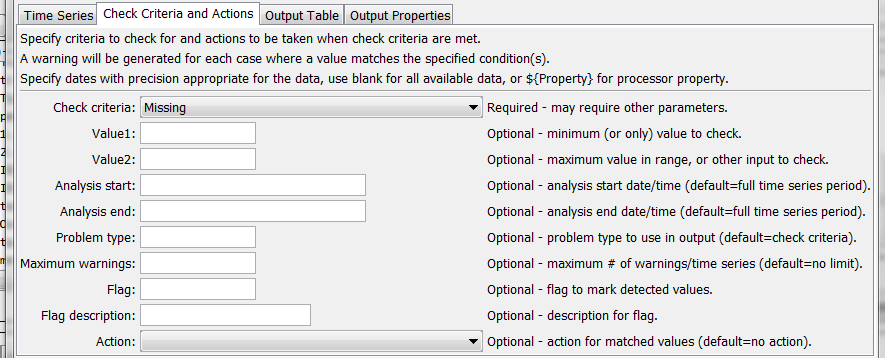 Time Series Check Criteria and Actions Output Table Output Properties
Specify criteria to check for and actions to be taken when check criteria are met.
A warning will be generated for each case where a value matches the specified condition(s).
Specify dates with precision appropriate for the data, use blank for all available data, or ${Property} for processor property.
Check criteria: Missing Required - may require other parameters.
Value1: Optional - minimum (or only) value to check.
Value2: Optional - maximum value in range, or other input to check.
Analysis start: Optional - analysis start date/time (default=full time series period).
Analysis end: Optional - analysis end date/time (default=full time series period).
Problem type: Optional - problem type to use in output (default=check criteria).
Maximum warnings: Optional - maximum # of warnings/time series (default=no limit).
Flag: Optional - flag to mark detected values.
Flag description: Optional - description for flag.
Action: Optional - action for matched values (default=no action).